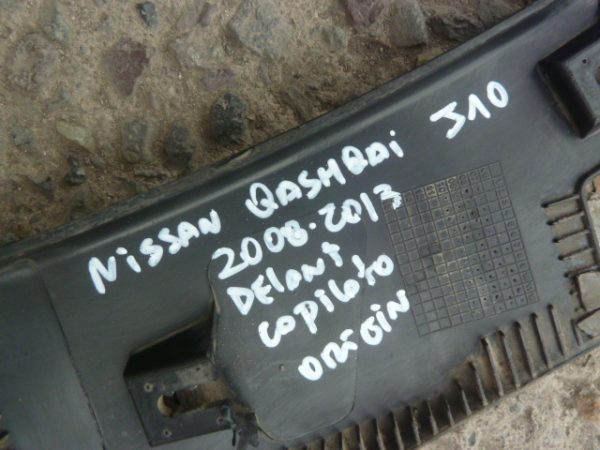 NISSAN QASHQAI J10
2008-2013
DELANT
COPILOTO
ORIGIN